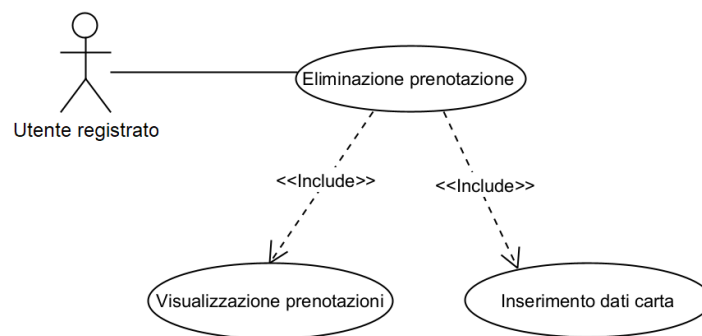 Eliminazione prenotazione
Utente registrato
<<Include>>
<<Include>>
Visualizzazione prenotazioni
Inserimento dati carta